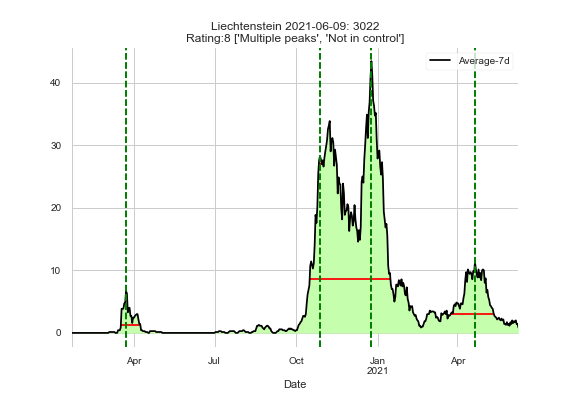 Liechtenstein 2021-06-09: 3022
Rating:8 ['Multiple peaks', 'Not in control']
Average-7d
40
30
20
10
0
Apr
Jul
Oct
Jan
2021
Apr
Date